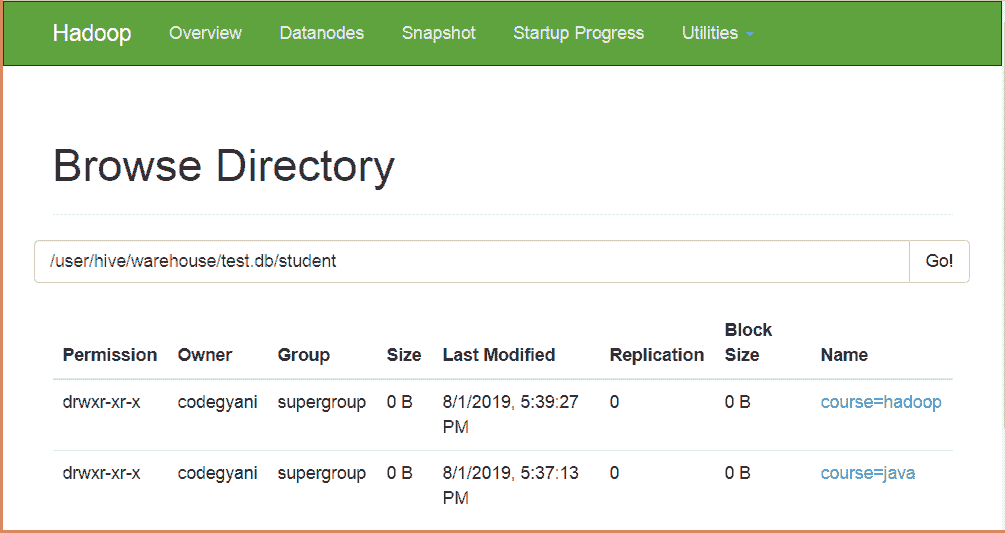 Hadoop Overview Datanodes Snapshot Startup Progress Utilities
Browse Directory
/user/hive/warehouse/test.db/student Go!
Permission Owner Group Size Last Modified Replication Block Size Name
drwxr-xr-x codegyani supergroup 0 B 8/1/2019, 5:39:27 PM 0 0 B course=hadoop
drwxr-xr-x codegyani supergroup 0 B 8/1/2019, 5:37:13 PM 0 0 B course=java